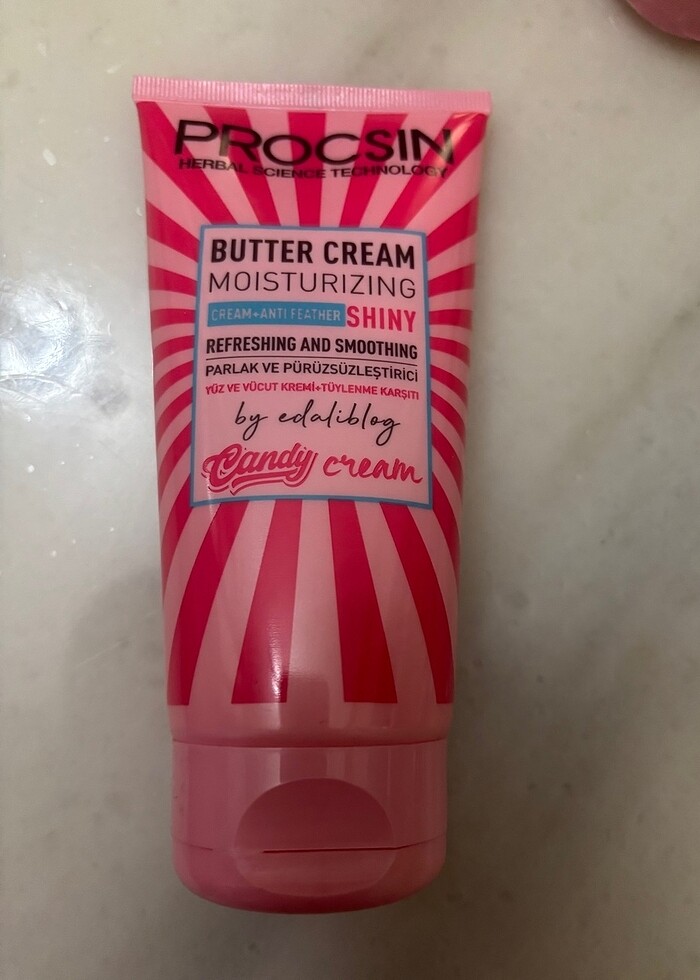 PROCSIN
HERBAL SCIENCE TECHNOLOGY
BUTTER CREAM
MOISTURIZING
CREAM+ANTI FEATHER SHINY
REFRESHING AND SMOOTHING
PARLAK VE PÜRÜZSÜZLEŞTİRİCİ
YÜZ VE VÜCUT KREMİ+TÜYLENME KARŞITI
by edaliblog
Candy cream